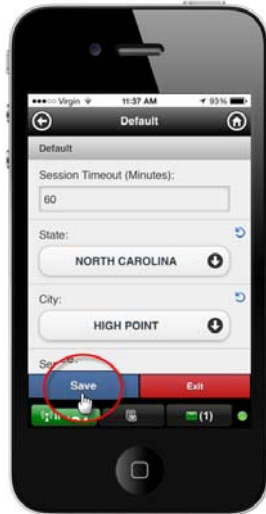 Virgin 11:37 AM 93%
Default
Default
Session Timeout (Minutes):
60
State:
NORTH CAROLINA
City:
HIGH POINT
Save Exit
(1)